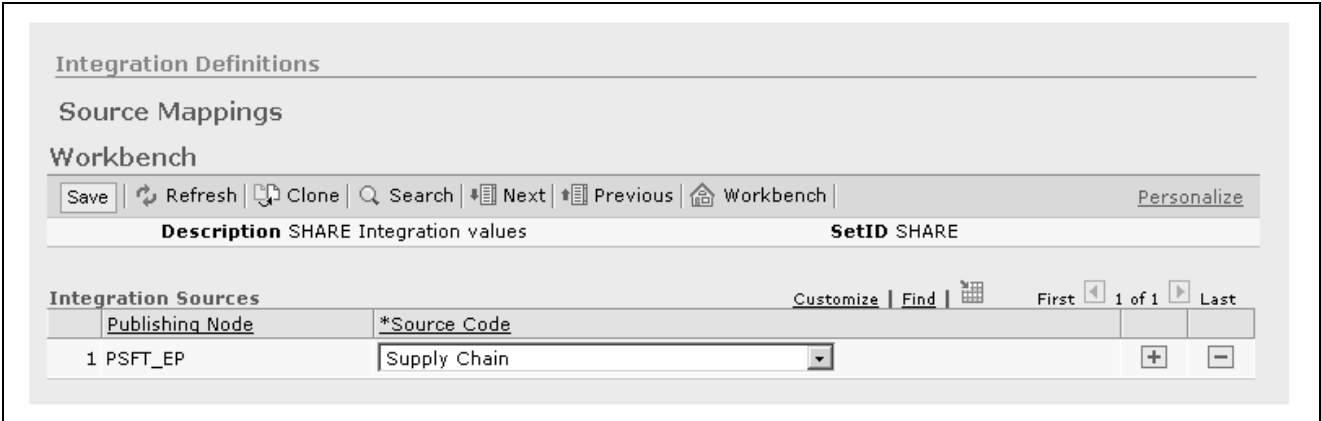 Integration Definitions
Source Mappings
Workbench
Save | Refresh | Clone | Search | Next | Previous | Workbench | Personalize
Description SHARE Integration values SetID SHARE
Integration Sources Customize | Find | First 1 of 1 Last
Publishing Node *Source Code
1 PSFT_EP Supply Chain + −